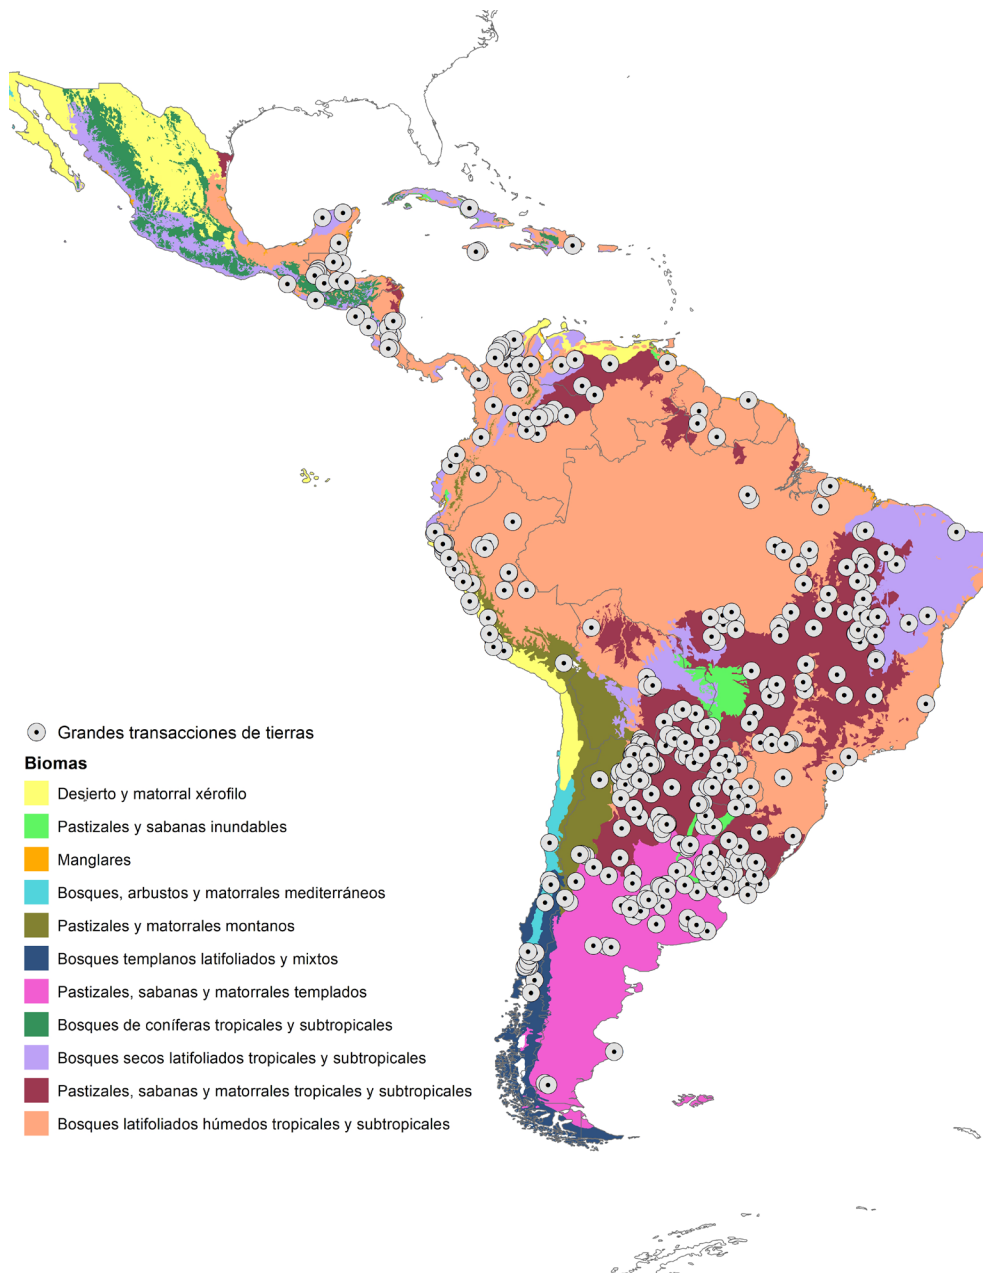 Grandes transacciones de tierras
Biomas
Desierto y matorral xérofilo
Pastizales y sabanas inundables
Manglares
Bosques, arbustos y matorrales mediterráneos
Pastizales y matorrales montanos
Bosques templanos latifoliados y mixtos
Pastizales, sabanas y matorrales templados
Bosques de coníferas tropicales y subtropicales
Bosques secos latifoliados tropicales y subtropicales
Pastizales, sabanas y matorrales tropicales y subtropicales
Bosques latifoliados húmedos tropicales y subtropicales